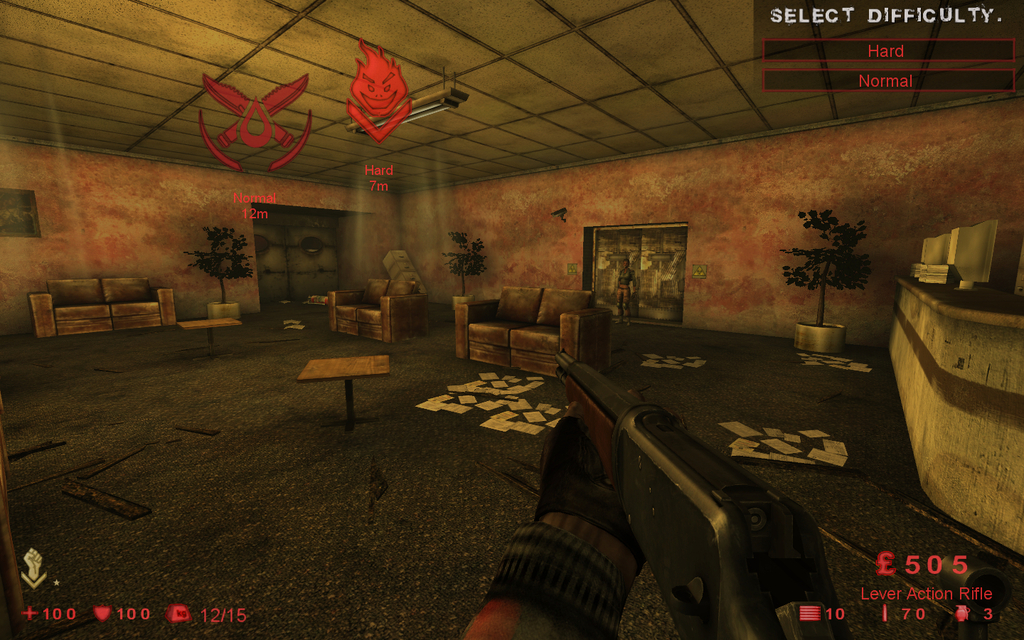 SELECT DIFFICULTY.
Hard
Normal
Hard
7m
Normal
12m
£505
Lever Action Rifle
100 100 12/15
10 70 3